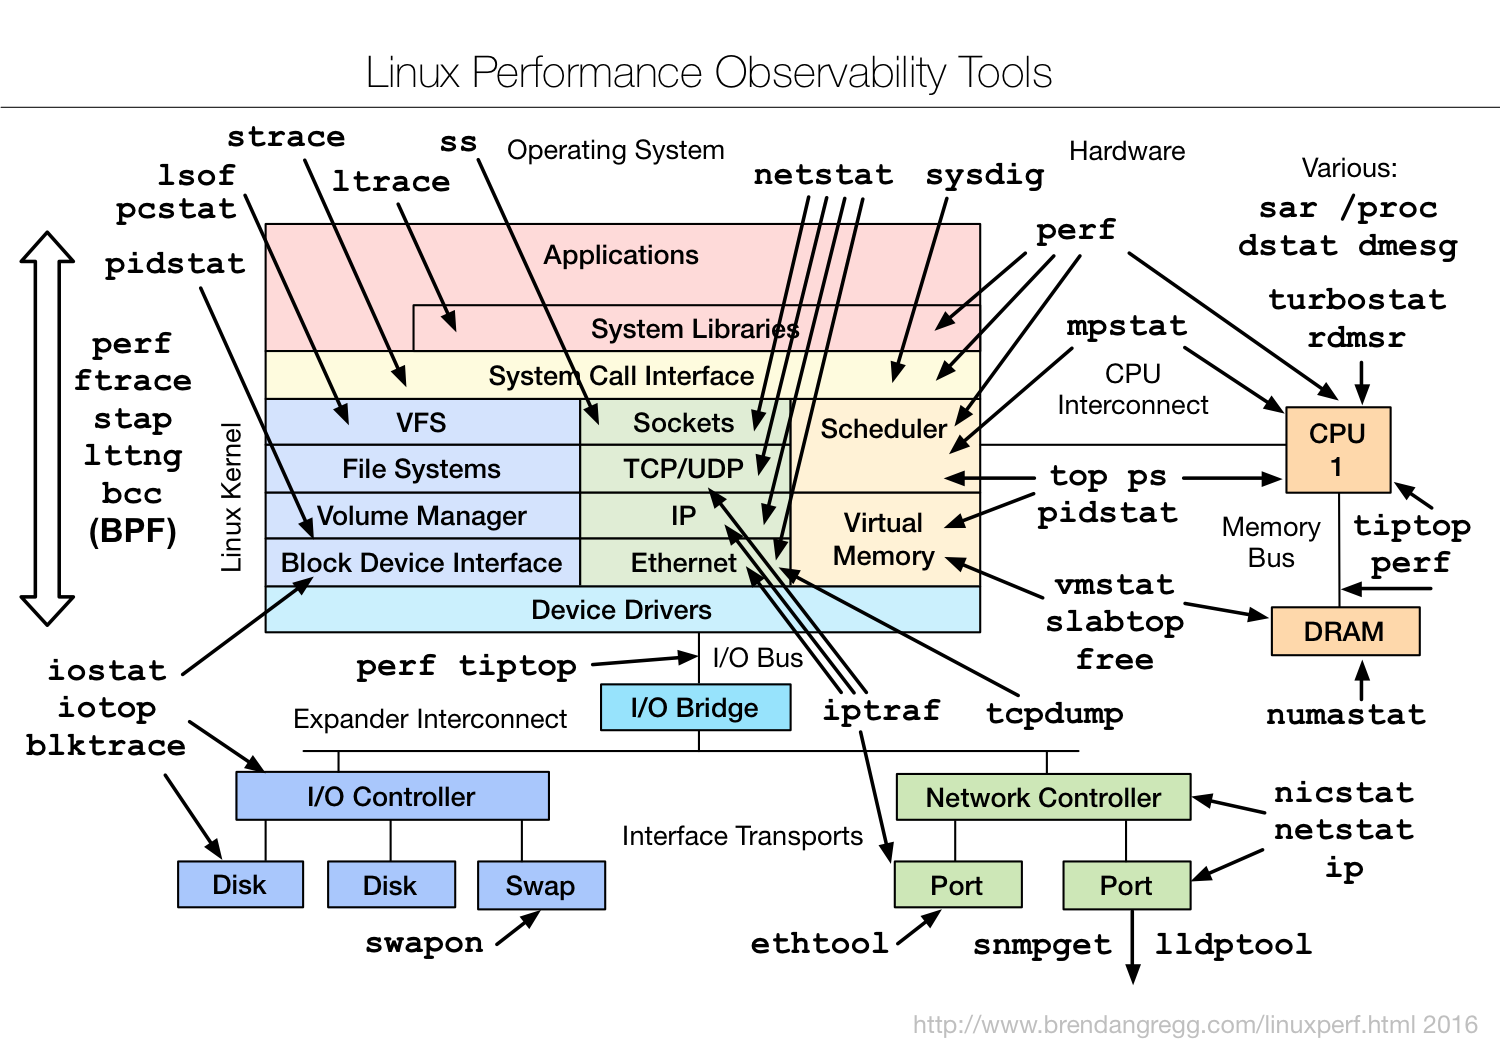 Linux Performance Observability Tools
strace
ss
Operating System
Hardware
Various:
lsof
ltrace
netstat
sysdig
pcstat
sar /proc
dstat dmesg
perf
pidstat
Applications
turbostat
rdmsr
mpstat
System Libraries
perf
ftrace
stap
lttng
bcc
(BPF)
Linux Kernel
System Call Interface
CPU
Interconnect
VFS
Sockets
Scheduler
CPU
1
File Systems
TCP/UDP
top ps
pidstat
Volume Manager
IP
Virtual
Memory
Memory
Bus
tiptop
perf
Block Device Interface
Ethernet
vmstat
slabtop
free
Device Drivers
DRAM
iostat
iotop
blktrace
perf tiptop
I/O Bus
I/O Bridge
iptraf
tcpdump
numastat
Expander Interconnect
I/O Controller
Network Controller
nicstat
netstat
ip
Interface Transports
Disk
Disk
Swap
Port
Port
swapon
ethtool
snmpget
lldptool
http://www.brendangregg.com/linuxperf.html 2016